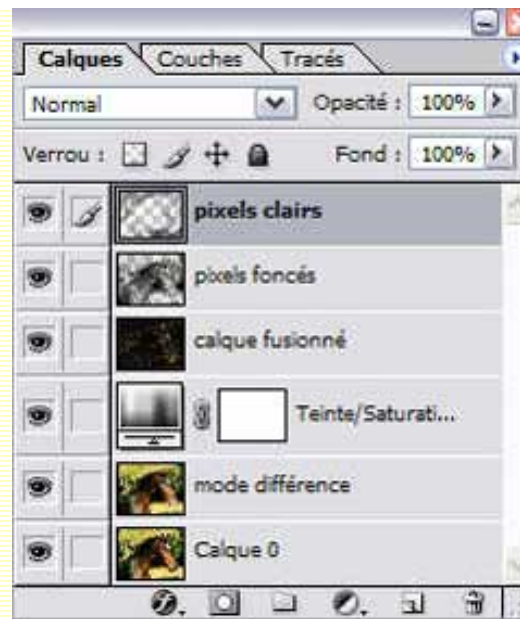 Calques Couches Tracés
Normal Opacité : 100%
Verrou : Fond : 100%
pixels clairs
pixels foncés
calque fusionné
Teinte/Saturati...
mode différence
Calque 0